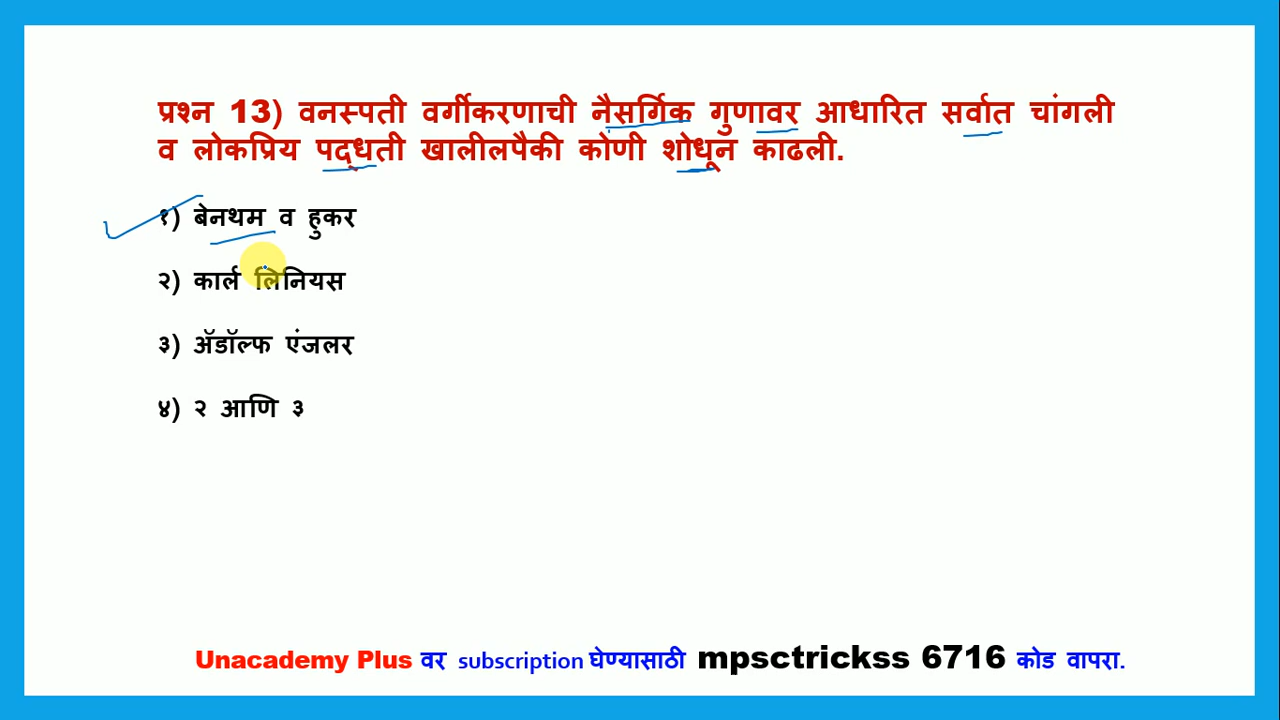 प्रश्न 13) वनस्पती वर्गीकरणाची नैसर्गिक गुणावर आधारित सर्वात चांगली
व लोकप्रिय पद्धती खालीलपैकी कोणी शोधून काढली.
१) बेनथम व हुकर
२) कार्ल लिनियस
३) ॲडॉल्फ एंजलर
४) २ आणि ३
Unacademy Plus वर subscription घेण्यासाठी mpsctrickss 6716 कोड वापरा.